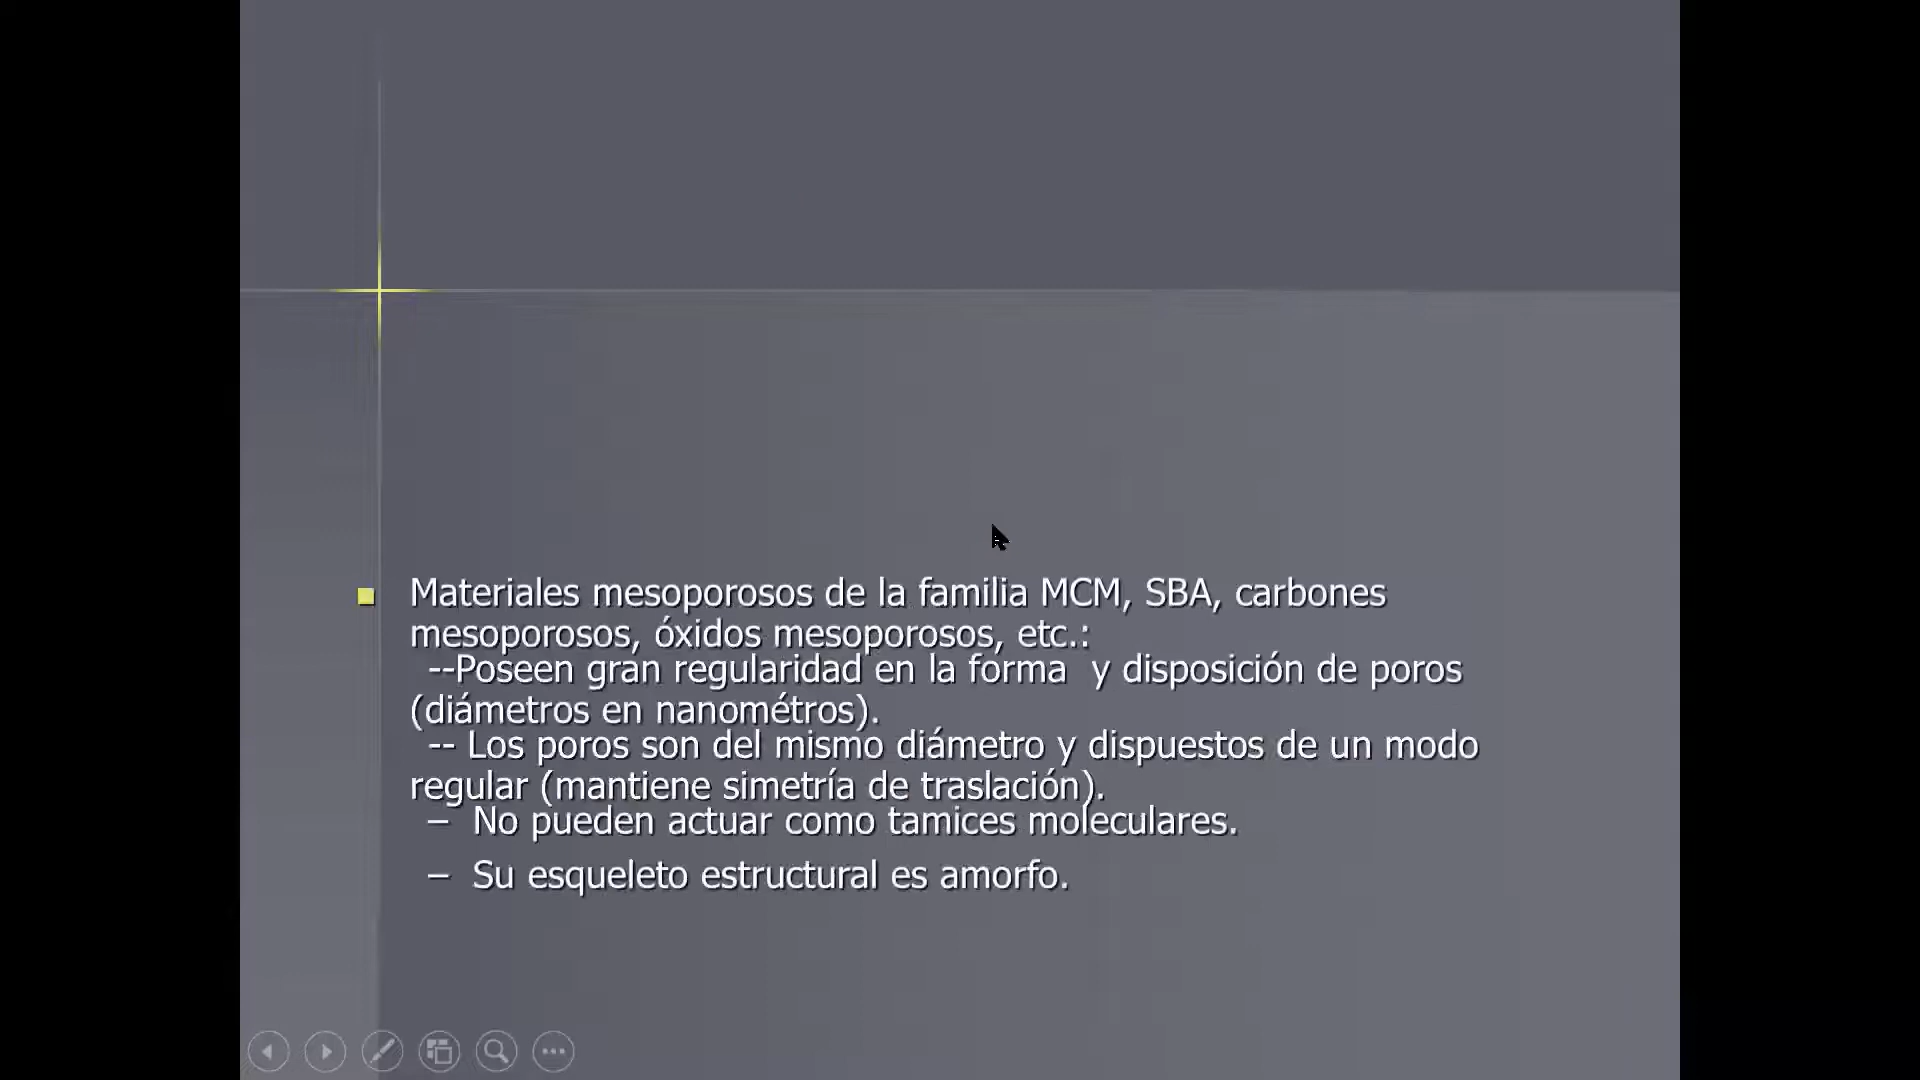 Materiales mesoporosos de la familia MCM, SBA, carbones
mesoporosos, óxidos mesoporosos, etc.:
--Poseen gran regularidad en la forma  y disposición de poros
(diámetros en nanométros).
-- Los poros son del mismo diámetro y dispuestos de un modo
regular (mantiene simetría de traslación).
– No pueden actuar como tamices moleculares.
– Su esqueleto estructural es amorfo.